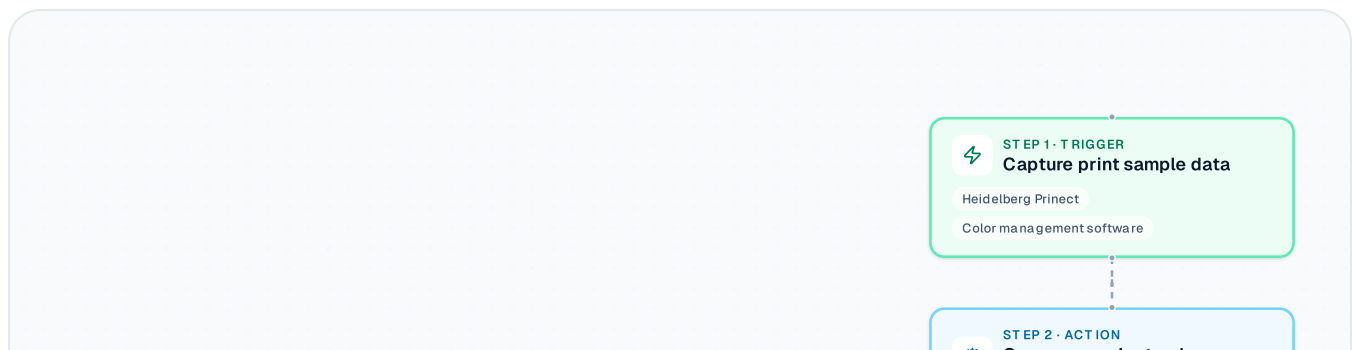 STEP 1 · TRIGGER
Capture print sample data
Heidelberg Prinect
Color management software
STEP 2 · ACTION